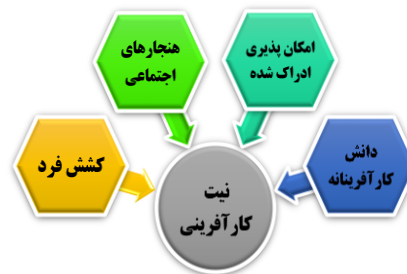 هنجارهای
اجتماعی
امکان پذیری
ادراک شده
دانش
کارآفرینانه
کشش فرد
نیت
کارآفرینی